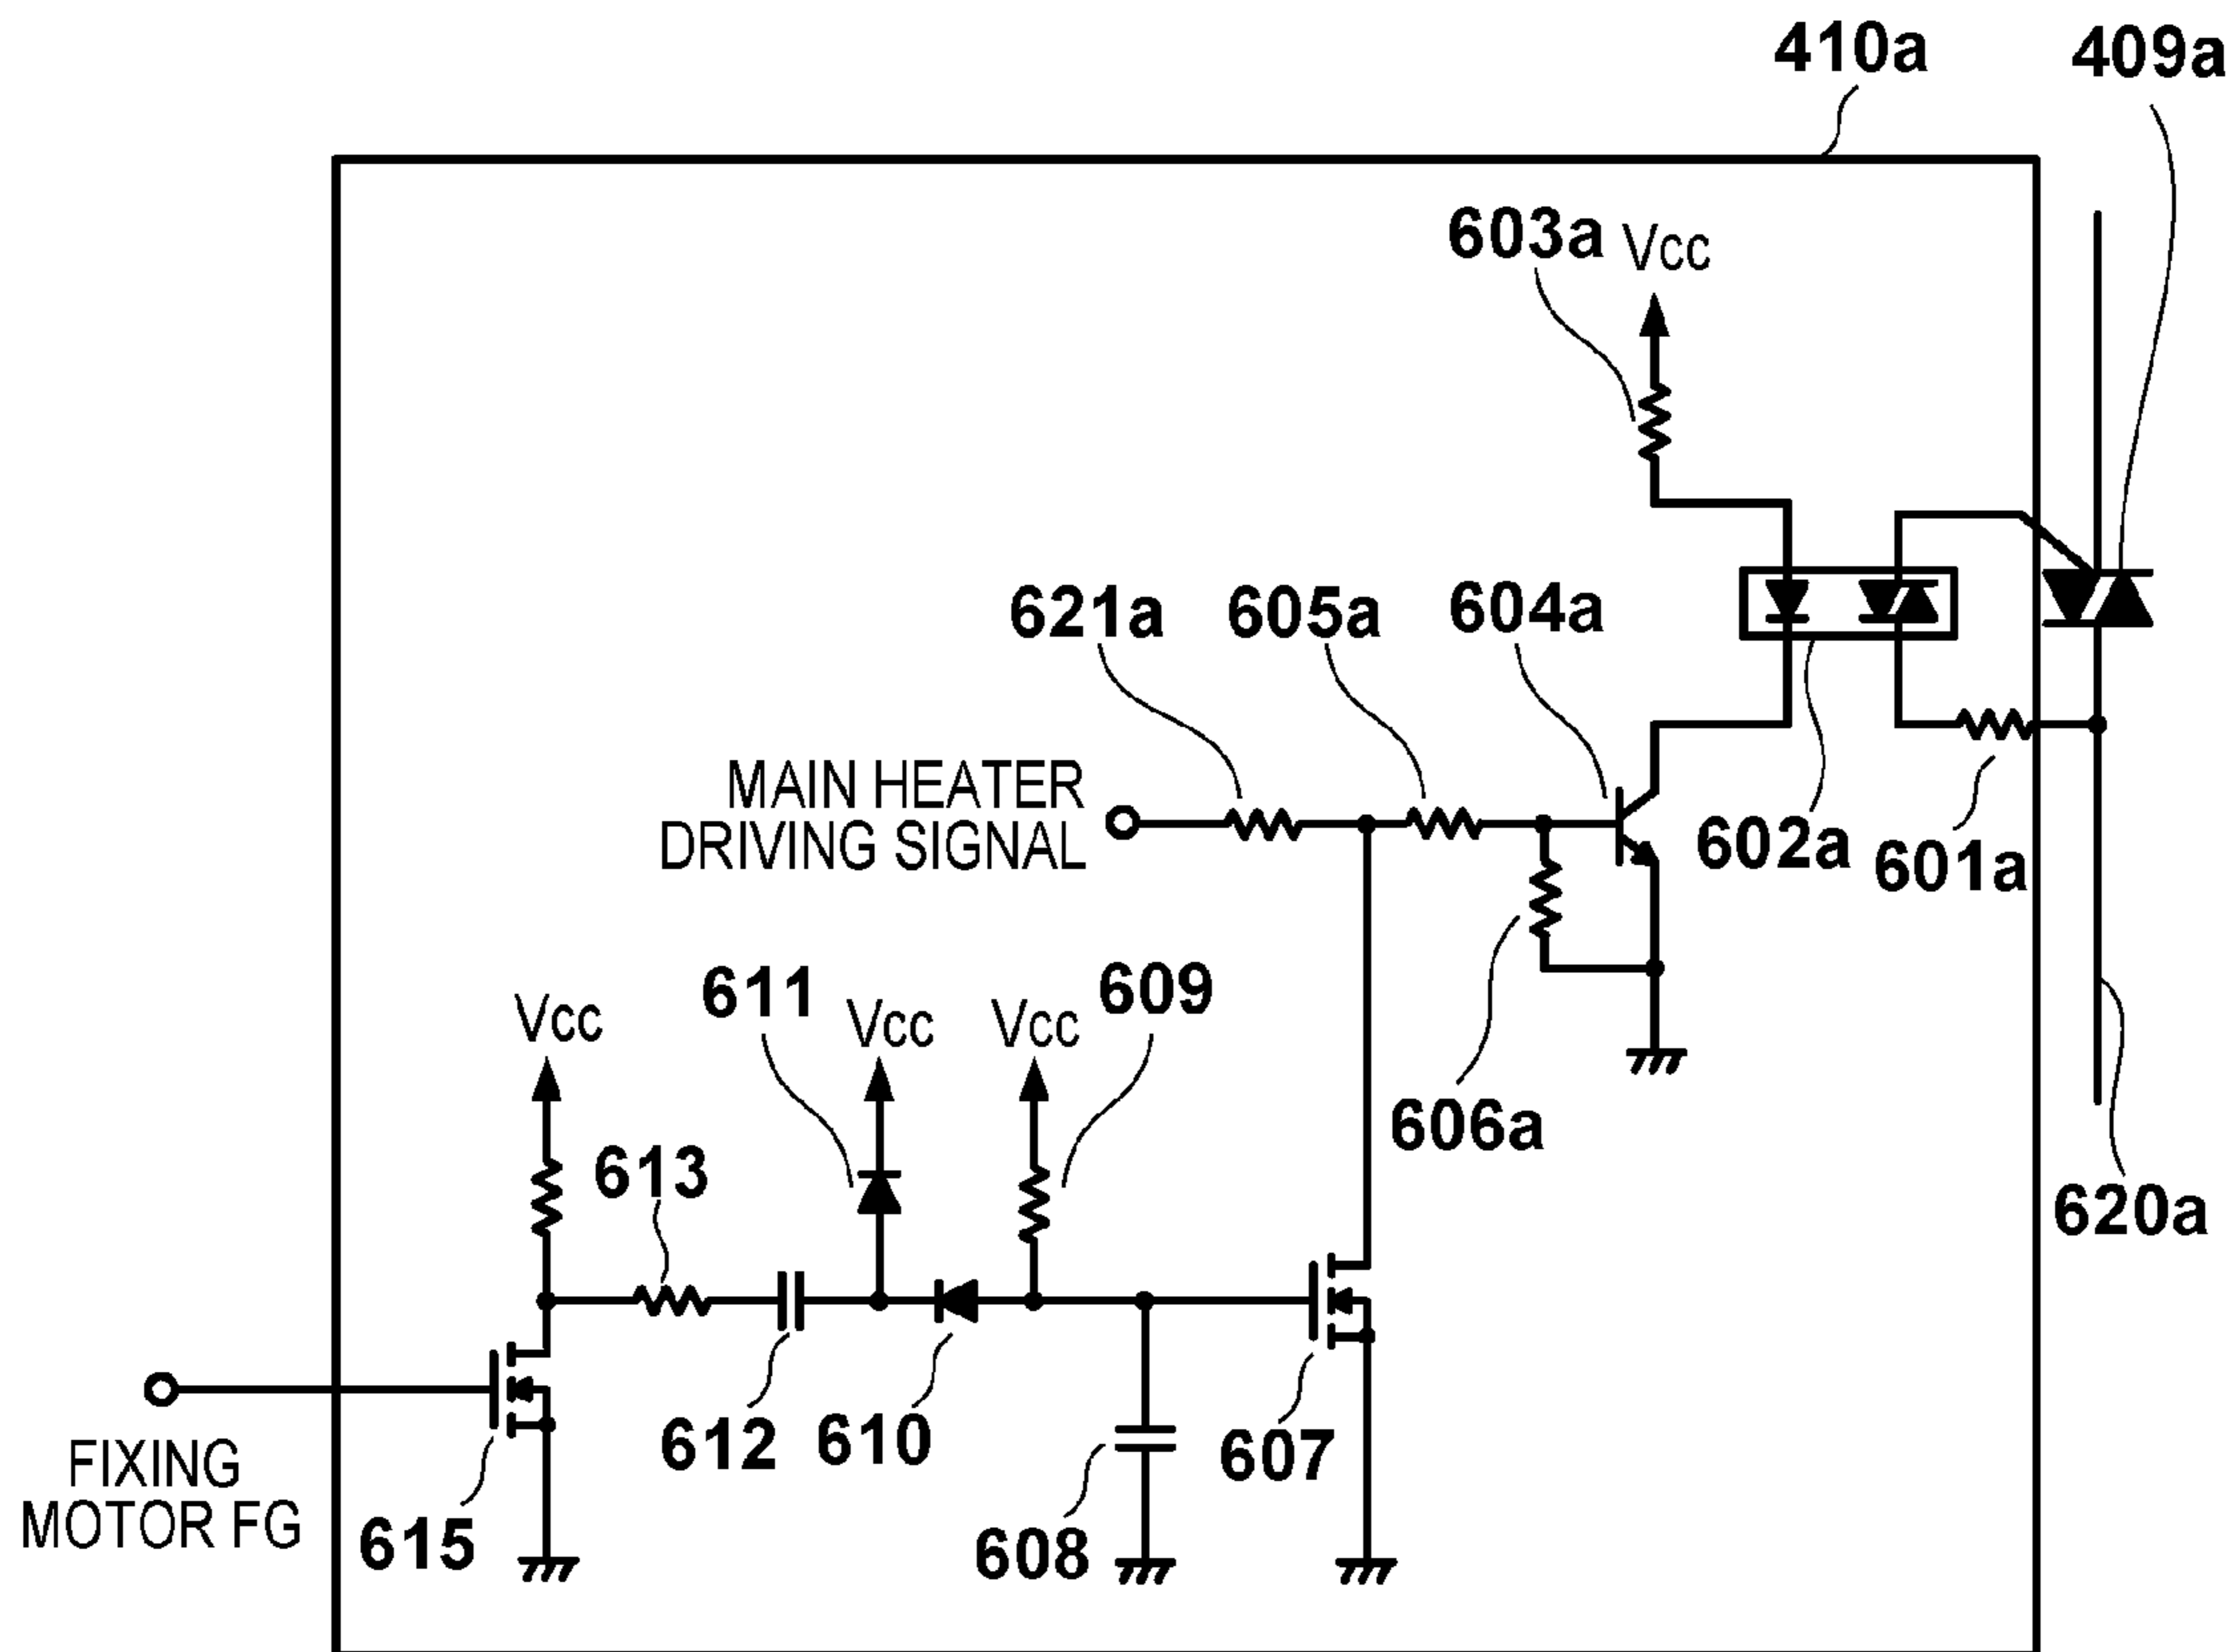 410a
409a
603a
Vcc
621a
605a
604a
MAIN HEATER
DRIVING SIGNAL
602a
601a
611
609
Vcc
Vcc
Vcc
606a
613
620a
612
610
607
FIXING
MOTOR FG
615
608